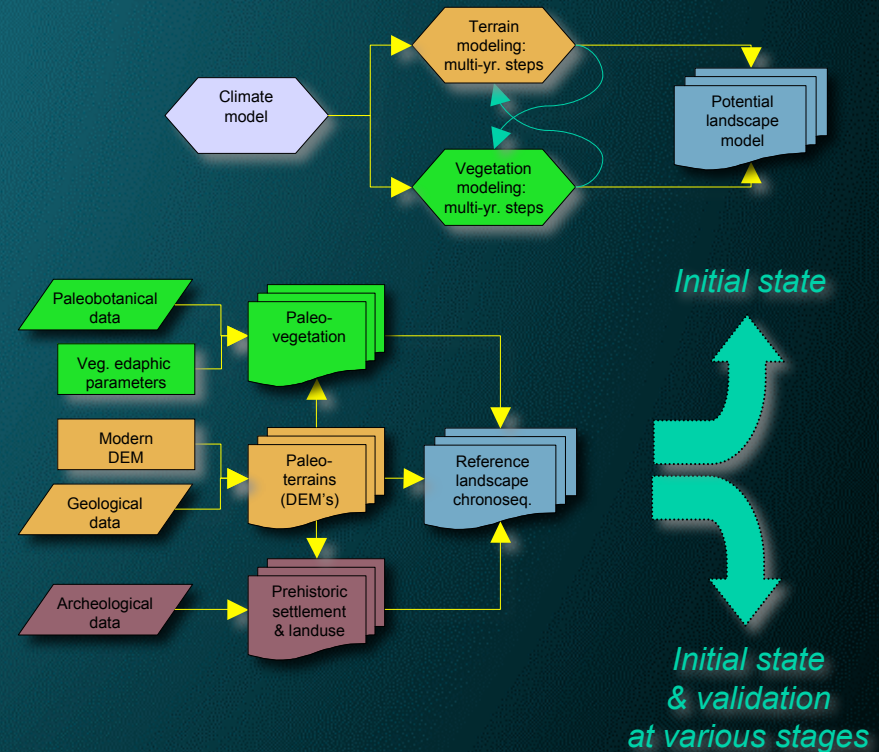 Terrain
modeling:
multi-yr. steps
Climate
model
Potential
landscape
model
Vegetation
modeling:
multi-yr. steps
Initial state
Paleobotanical
data
Paleo-
vegetation
Veg. edaphic
parameters
Modern
DEM
Paleo-
terrains
(DEM's)
Reference
landscape
chronoseq.
Geological
data
Archeological
data
Prehistoric
settlement
& landuse
Initial state
& validation
at various stages